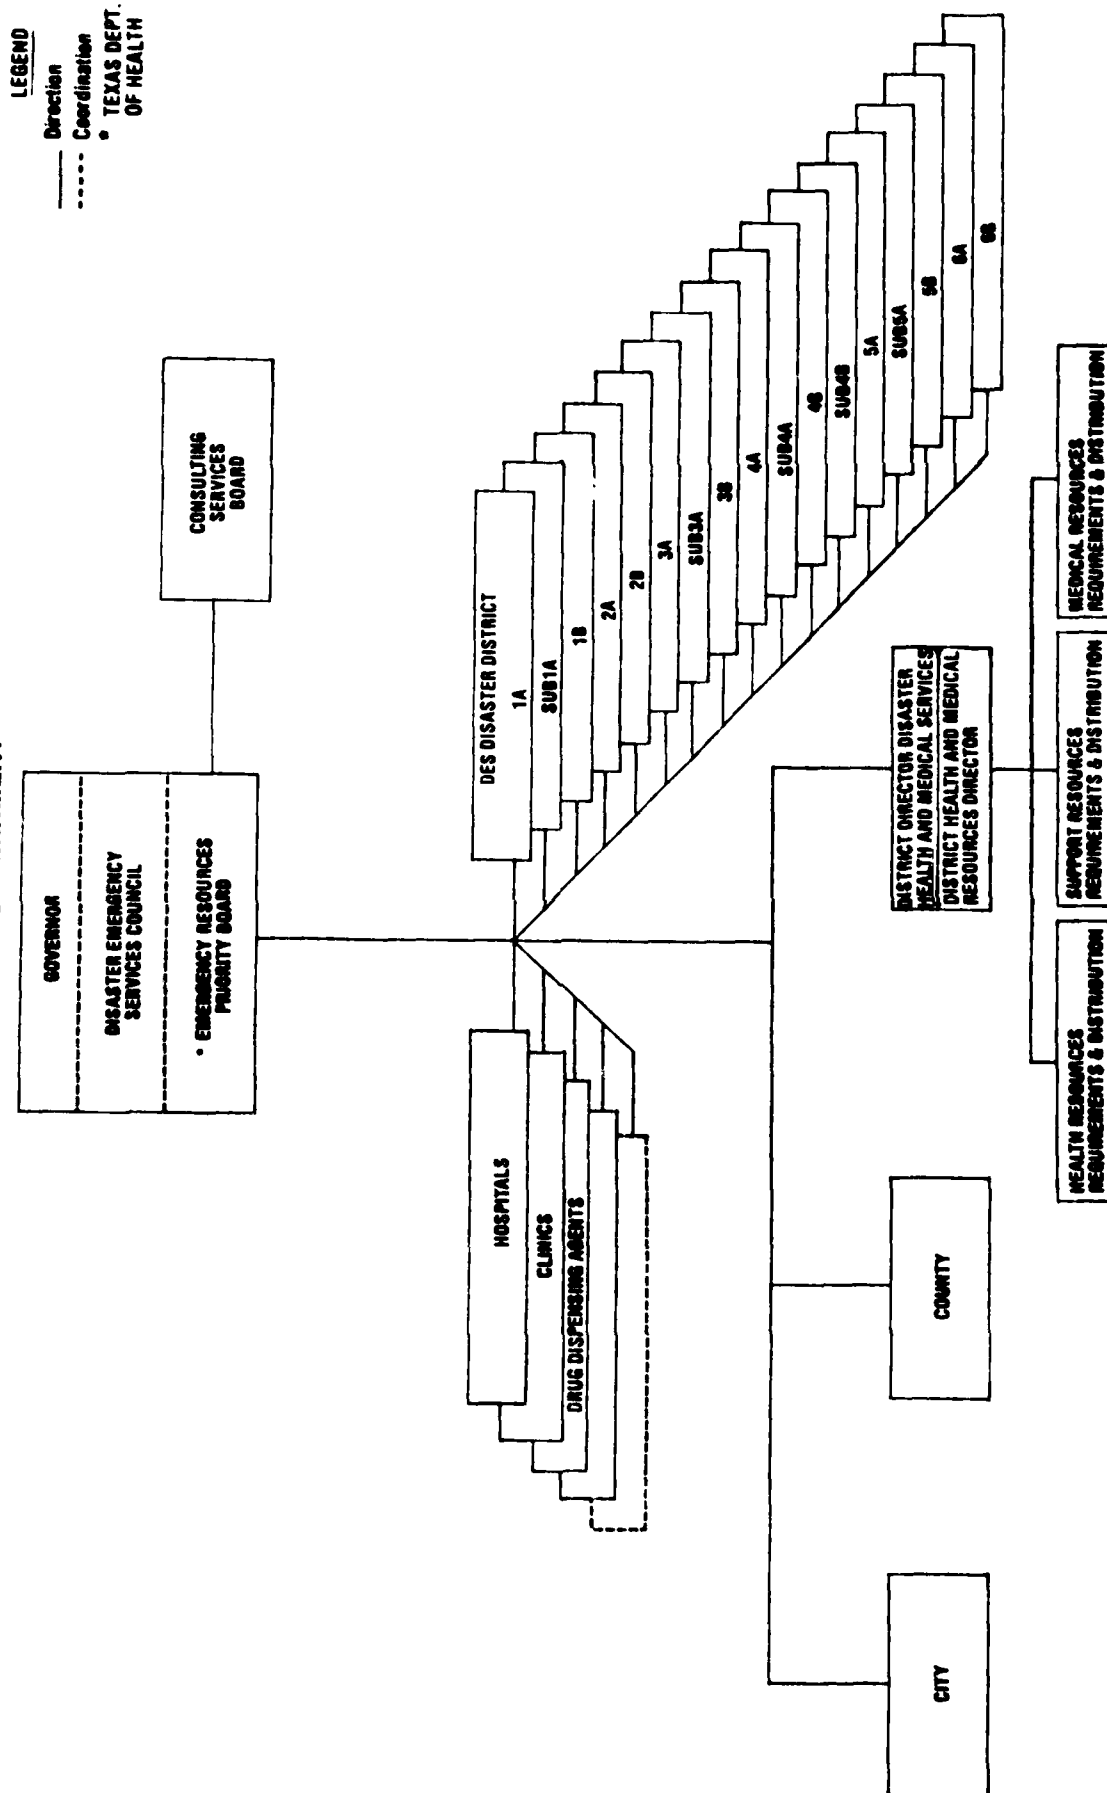 LEGEND
Direction
Coordination
* TEXAS DEPT.
OF HEALTH
GOVERNOR
DISASTER EMERGENCY
SERVICES COUNCIL
* EMERGENCY RESOURCES
PRIORITY BOARD
CONSULTING
SERVICES
BOARD
HOSPITALS
CLINICS
DRUG DISPENSING AGENTS
DES DISASTER DISTRICT
1A
SUB1A
1B
2A
2B
3A
SUB3A
3B
4A
SUB4A
4B
SUB4B
5A
SUB5A
5B
6A
6B
CITY
COUNTY
DISTRICT DIRECTOR DISASTER
HEALTH AND MEDICAL SERVICES
DISTRICT HEALTH AND MEDICAL
RESOURCES DIRECTOR
HEALTH RESOURCES
REQUIREMENTS & DISTRIBUTION
SUPPORT RESOURCES
REQUIREMENTS & DISTRIBUTION
MEDICAL RESOURCES
REQUIREMENTS & DISTRIBUTION